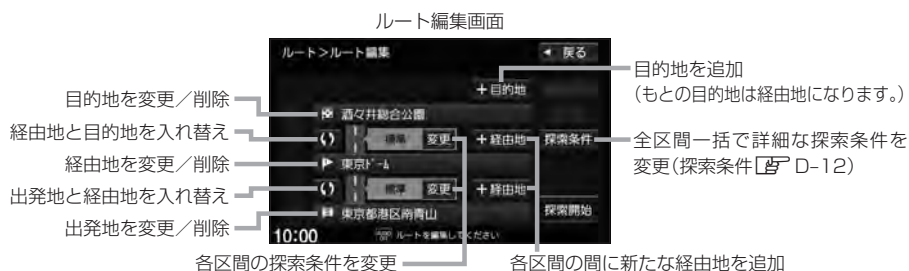 ルート編集画面
ルート>ルート編集
戻る
+目的地
目的地を追加
(もとの目的地は経由地になります。)
目的地を変更／削除
酒々井総合公園
経由地と目的地を入れ替え
標準 変更
+経由地
探索条件
全区間一括で詳細な探索条件を
変更(探索条件 D−12)
経由地を変更／削除
東京ドーム
出発地と経由地を入れ替え
標準 変更
+経由地
出発地を変更／削除
東京都港区南青山
探索開始
10:00
ルートを編集してください
各区間の探索条件を変更
各区間の間に新たな経由地を追加